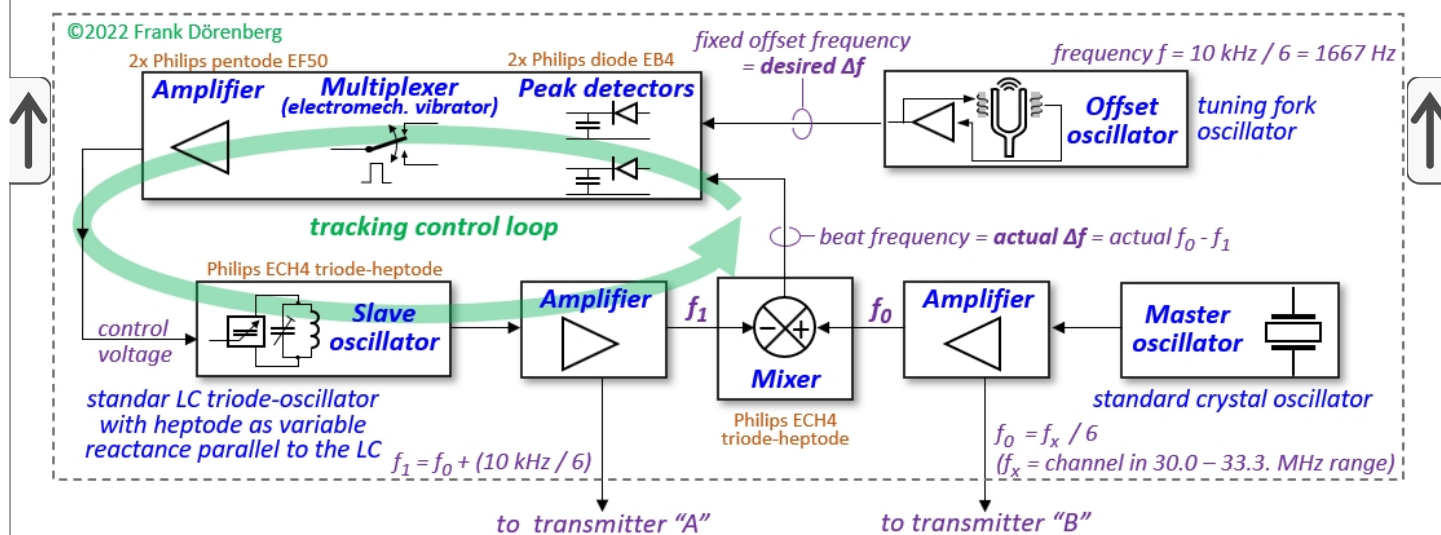 ©2022 Frank Dörenberg
2x Philips pentode EF50
2x Philips diode EB4
Amplifier
Multiplexer
(electromech. vibrator)
Peak detectors
fixed offset frequency
= desired Δf
frequency f = 10 kHz / 6 = 1667 Hz
Offset
oscillator
tuning fork
oscillator
tracking control loop
beat frequency = actual Δf = actual f0 - f1
Philips ECH4 triode-heptode
control
voltage
Slave
oscillator
Amplifier
f1
Mixer
f0
Amplifier
Master
oscillator
standar LC triode-oscillator
with heptode as variable
reactance parallel to the LC
Philips ECH4
triode-heptode
standard crystal oscillator
f1 = f0 + (10 kHz / 6)
f0 = fx / 6
(fx = channel in 30.0 – 33.3. MHz range)
to transmitter “A”
to transmitter “B”